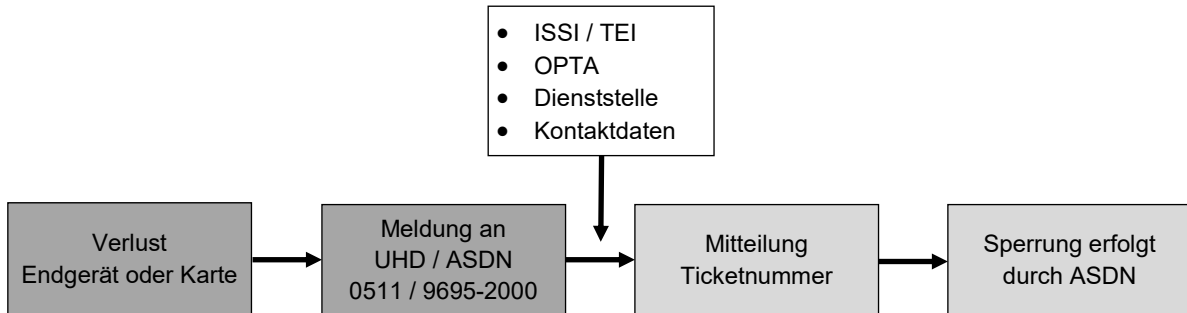 • ISSI / TEI
• OPTA
• Dienststelle
• Kontaktdaten
Verlust
Endgerät oder Karte
Meldung an
UHD / ASDN
0511 / 9695-2000
Mitteilung
Ticketnummer
Sperrung erfolgt
durch ASDN